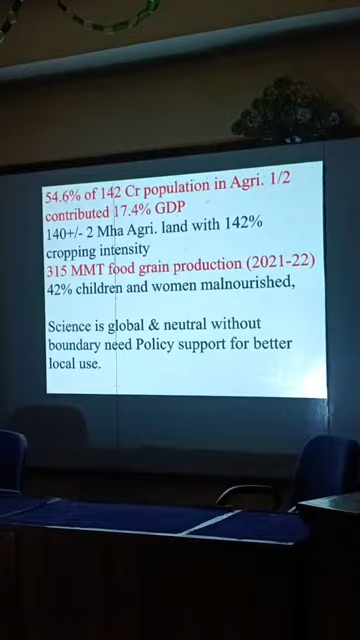 54.6% of 142 Cr population in Agri. 1/2
contributed 17.4% GDP
140+/- 2 Mha Agri. land with 142%
cropping intensity
315 MMT food grain production (2021-22)
42% children and women malnourished,
Science is global & neutral without
boundary need Policy support for better
local use.